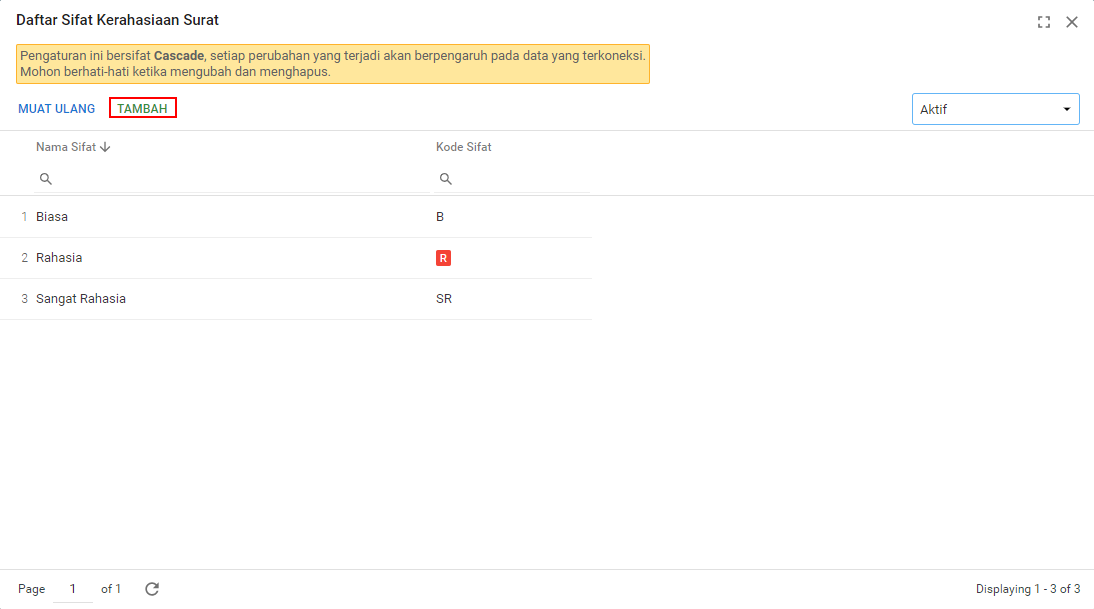 Daftar Sifat Kerahasiaan Surat
Pengaturan ini bersifat Cascade, setiap perubahan yang terjadi akan berpengaruh pada data yang terkoneksi.
Mohon berhati-hati ketika mengubah dan menghapus.
MUAT ULANG TAMBAH Aktif
Nama Sifat Kode Sifat
1 Biasa B
2 Rahasia R
3 Sangat Rahasia SR
Page 1 of 1 Displaying 1 - 3 of 3